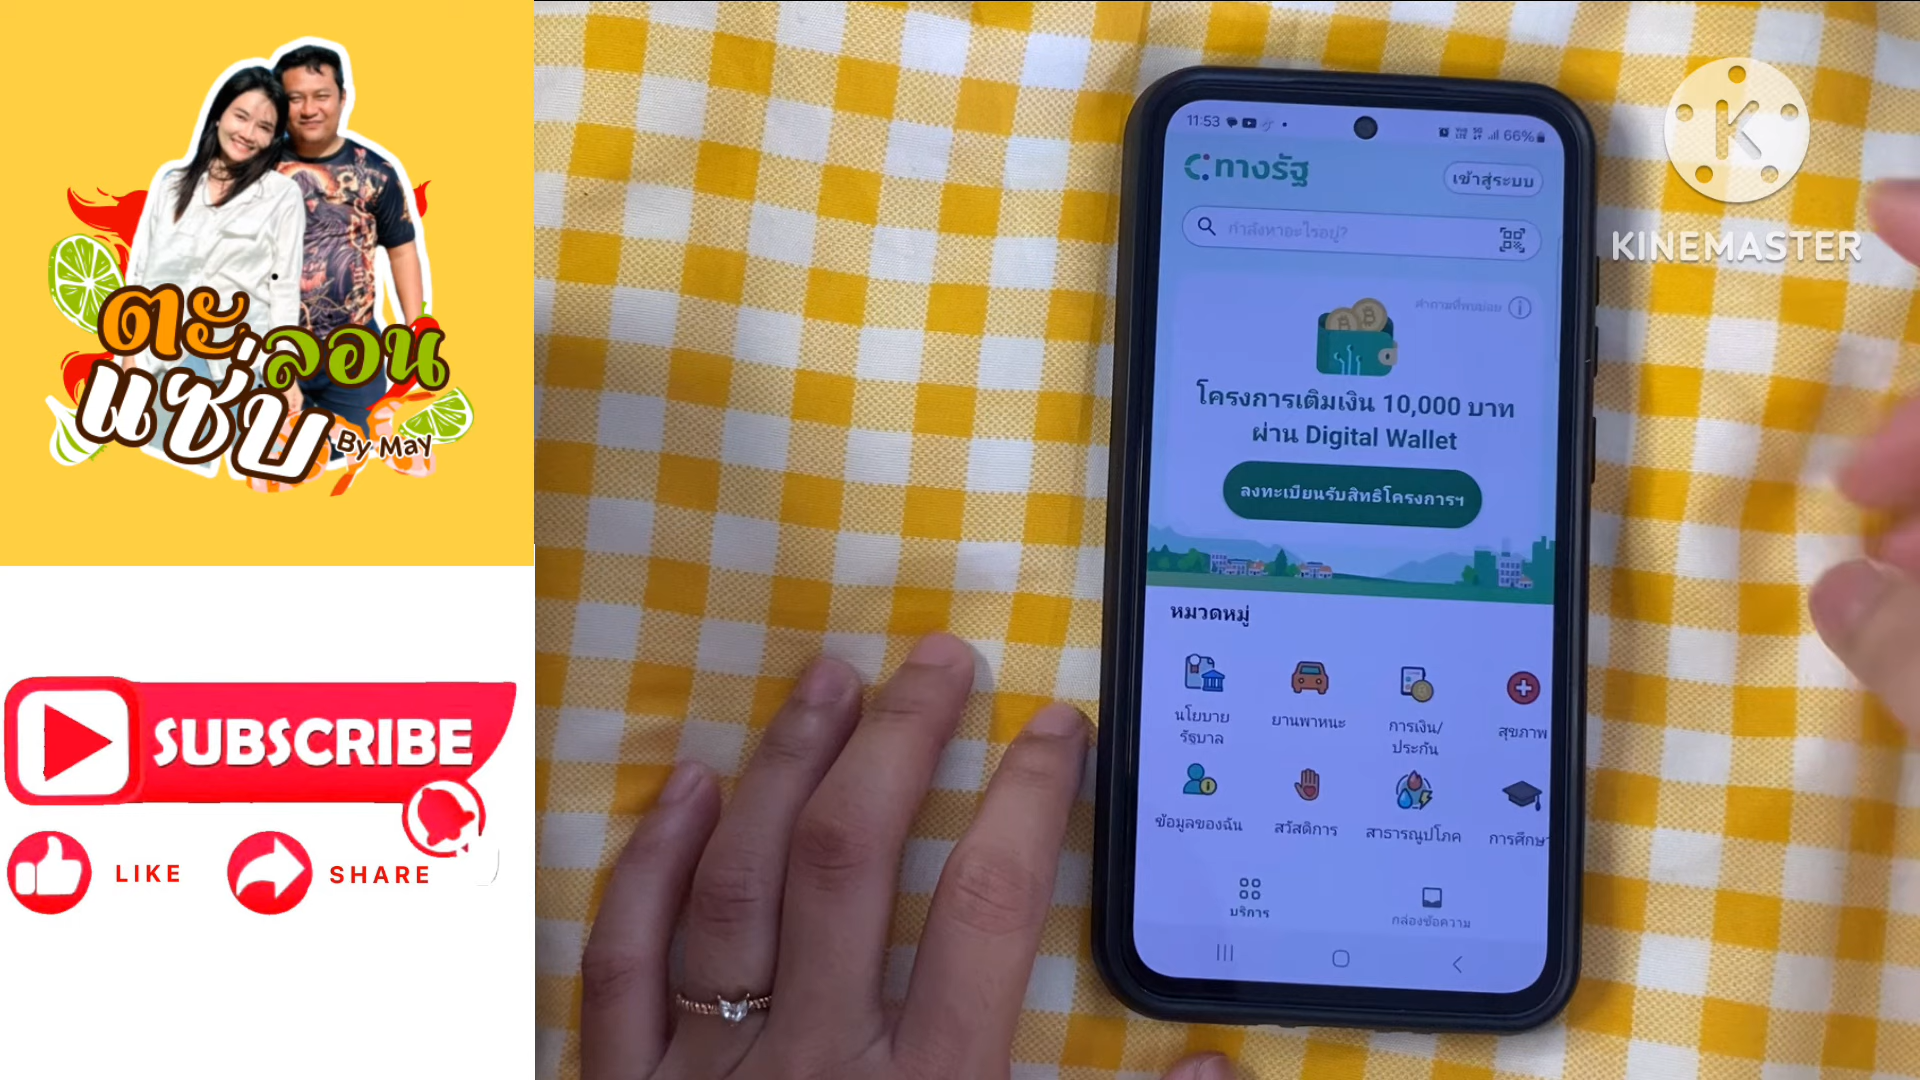 ตะลอน
แซ่บ
By May
SUBSCRIBE
LIKE
SHARE
KINEMASTER
11:53
66%
ทางรัฐ
เข้าสู่ระบบ
กำลังหาอะไรอยู่?
คำถามที่พบบ่อย
โครงการเติมเงิน 10,000 บาท
ผ่าน Digital Wallet
ลงทะเบียนรับสิทธิโครงการฯ
หมวดหมู่
นโยบาย
รัฐบาล
ยานพาหนะ
การเงิน/
ประกัน
สุขภาพ
ข้อมูลของฉัน
สวัสดิการ
สาธารณูปโภค
การศึกษา
บริการ
กล่องข้อความ